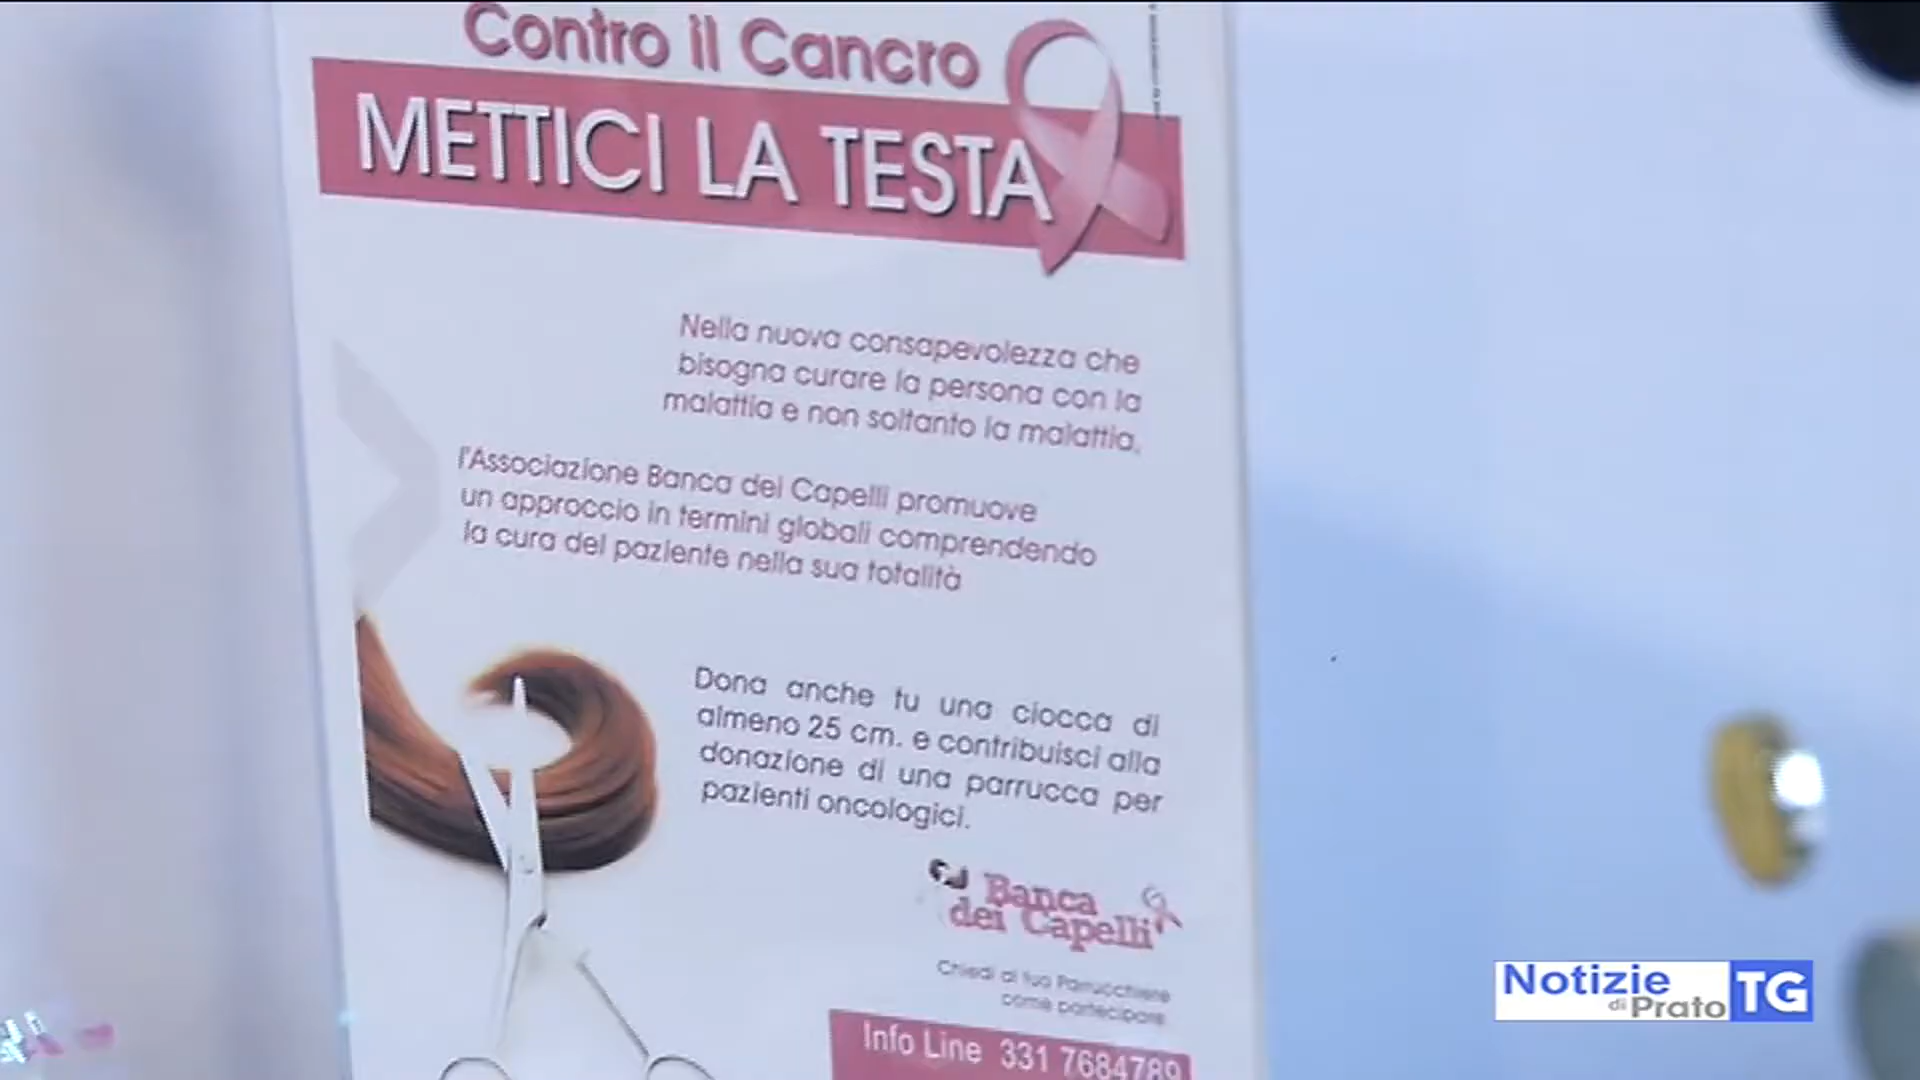 Contro il Cancro
METTICI LA TESTA
Nella nuova consapevolezza che
bisogna curare la persona con la
malattia e non soltanto la malattia,
l'Associazione Banca dei Capelli promuove
un approccio in termini globali comprendendo
la cura del paziente nella sua totalità
Dona anche tu una ciocca di
almeno 25 cm. e contribuisci alla
donazione di una parrucca per
pazienti oncologici.
Banca
dei Capelli
Chiedi al tuo Parrucchiere
come partecipare
Info Line 331 7684789
Notizie
di Prato
TG